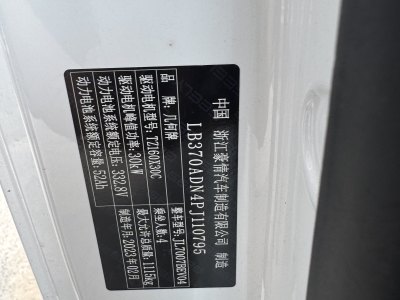 中国 浙江豪情汽车制造有限公司 制造
LB370ADN4PJ110795
品牌:几何牌 整车型号:JL7007BEV04
驱动电机型号:TZ160X30C 乘坐人数:4
驱动电机峰值功率:30kW 最大允许总质量:1115kg
动力电池系统额定电压:332.8V 制造年月:2023年02月
动力电池系统额定容量:52Ah